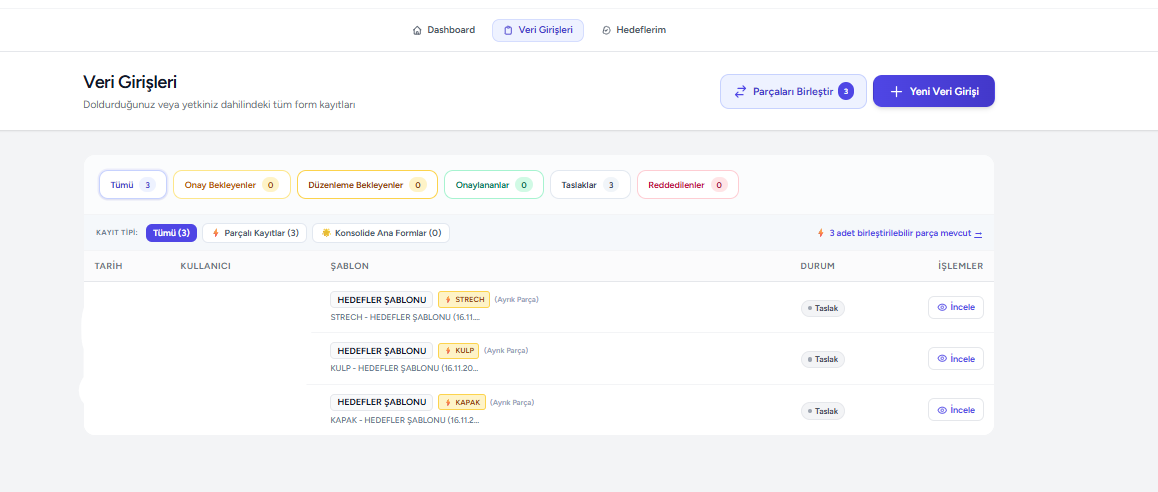 Dashboard Veri Girişleri Hedeflerim
Veri Girişleri
Doldurduğunuz veya yetkiniz dahilindeki tüm form kayıtları
Parçaları Birleştir 3
Yeni Veri Girişi
Tümü 3 Onay Bekleyenler 0 Düzenleme Bekleyenler 0 Onaylananlar 0 Taslaklar 3 Reddedilenler 0
KAYIT TİPİ: Tümü (3) Parçalı Kayıtlar (3) Konsolide Ana Formlar (0) 3 adet birleştirilebilir parça mevcut →
TARİH KULLANICI ŞABLON DURUM İŞLEMLER
HEDEFLER ŞABLONU STRECH (Ayrık Parça)
STRECH - HEDEFLER ŞABLONU (16.11....
Taslak İncele
HEDEFLER ŞABLONU KULP (Ayrık Parça)
KULP - HEDEFLER ŞABLONU (16.11.20...
Taslak İncele
HEDEFLER ŞABLONU KAPAK (Ayrık Parça)
KAPAK - HEDEFLER ŞABLONU (16.11.2...
Taslak İncele